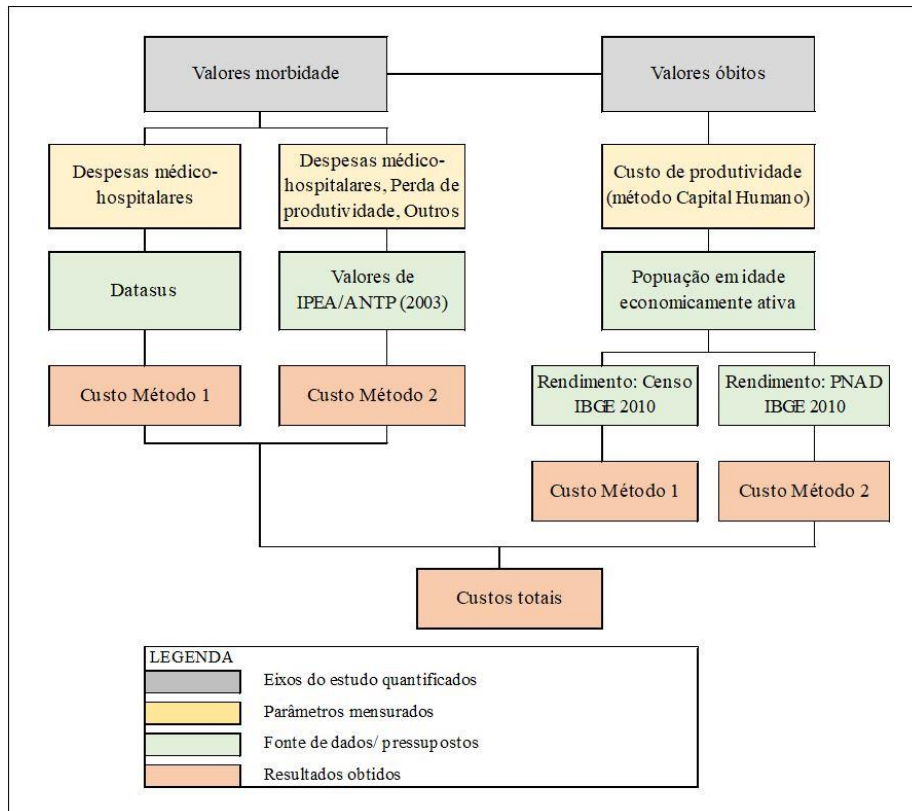 Valores morbidade
Valores óbitos
Despesas médico-
hospitalares
Despesas médico-
hospitalares, Perda de
produtividade, Outros
Custo de produtividade
(método Capital Humano)
Datasus
Valores de
IPEA/ANTP (2003)
Popuação em idade
economicamente ativa
Custo Método 1
Custo Método 2
Rendimento: Censo
IBGE 2010
Rendimento: PNAD
IBGE 2010
Custo Método 1
Custo Método 2
Custos totais
LEGENDA
Eixos do estudo quantificados
Parâmetros mensurados
Fonte de dados/ pressupostos
Resultados obtidos